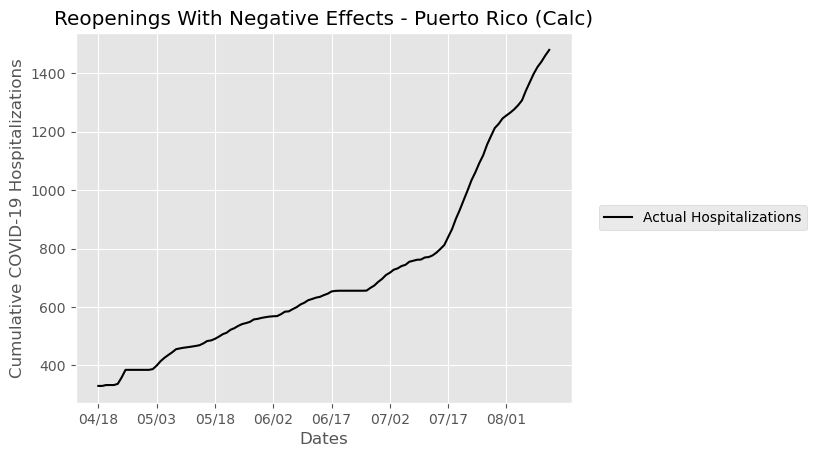 Reopenings With Negative Effects - Puerto Rico (Calc)
Cumulative COVID-19 Hospitalizations
1400
1200
1000
800
600
400
04/18 05/03 05/18 06/02 06/17 07/02 07/17 08/01
Dates
Actual Hospitalizations